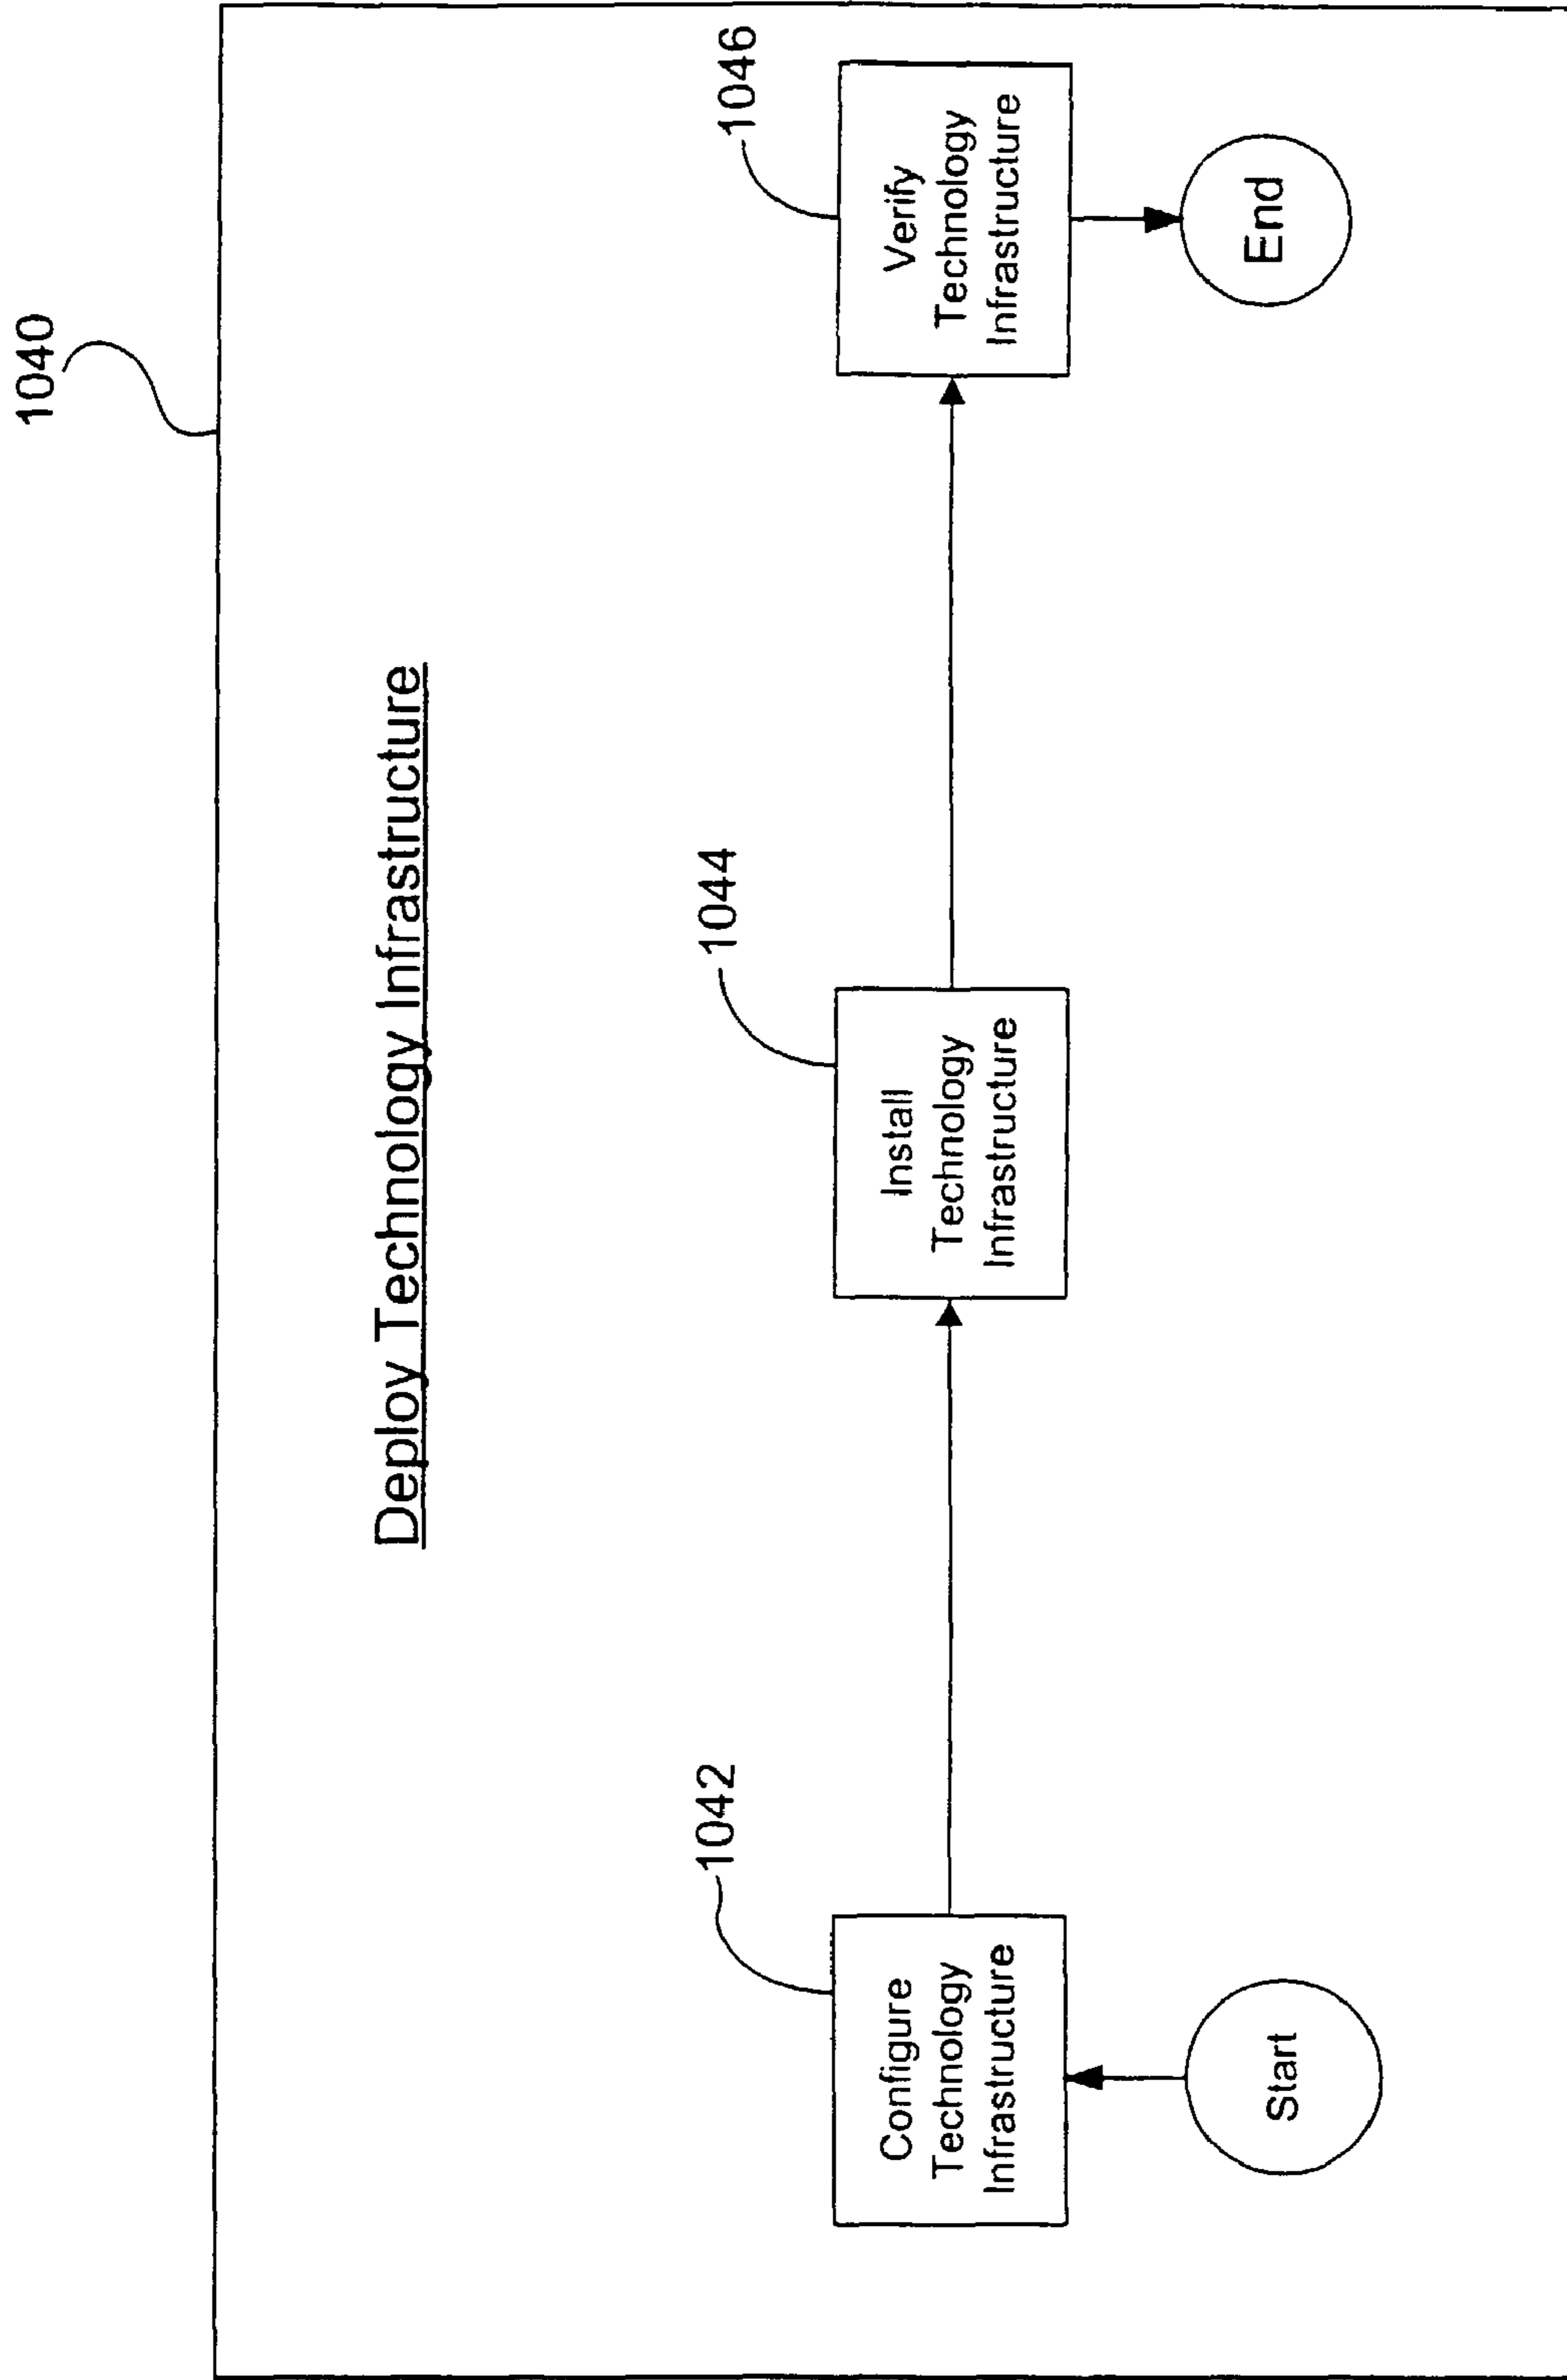 1040
Deploy Technology Infrastructure
1042
Configure
Technology
Infrastructure
1044
Install
Technology
Infrastructure
1046
Verify
Technology
Infrastructure
Start
End